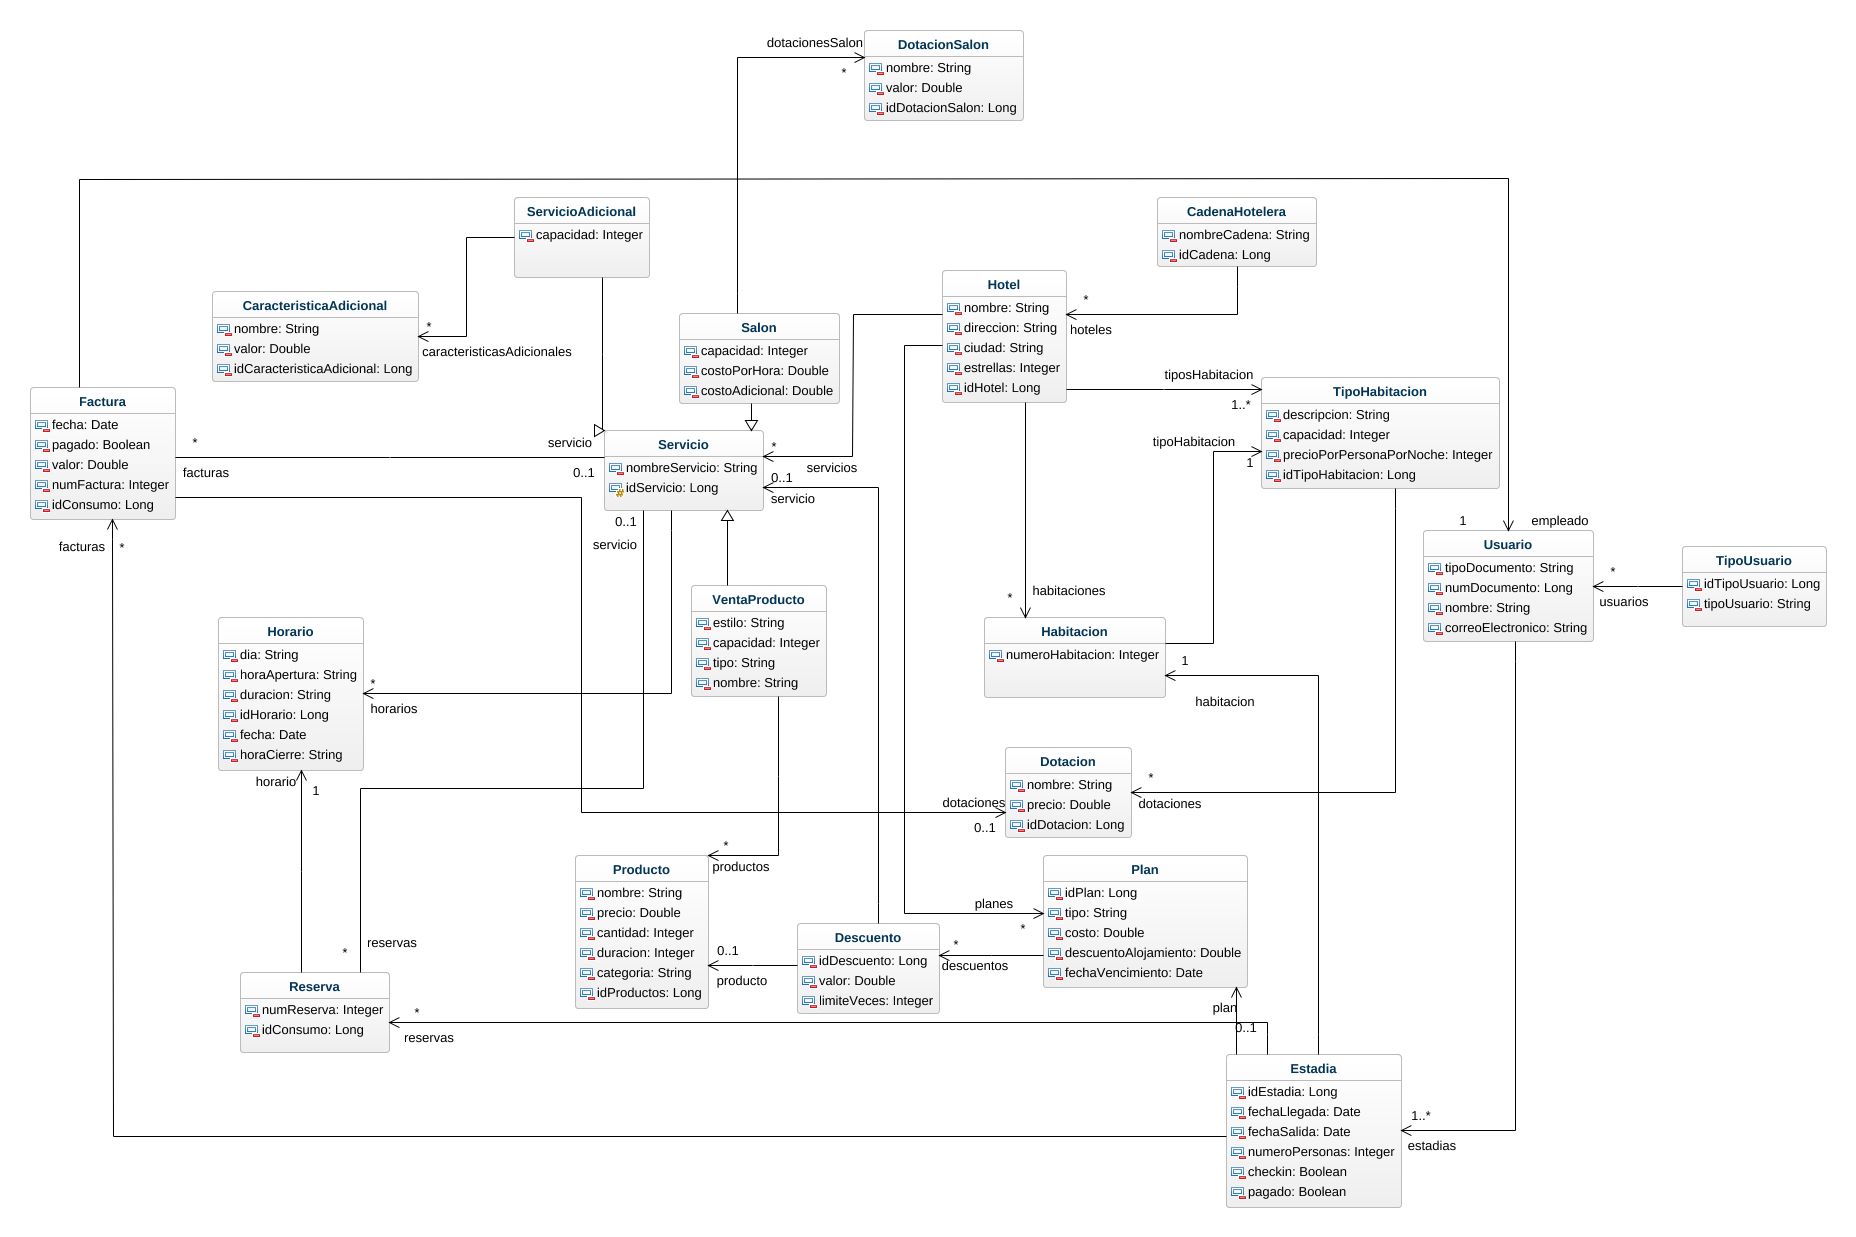 dotacionesSalon
*
DotacionSalon
nombre: String
valor: Double
idDotacionSalon: Long
ServicioAdicional
capacidad: Integer
CadenaHotelera
nombreCadena: String
idCadena: Long
CaracteristicaAdicional
nombre: String
valor: Double
idCaracteristicaAdicional: Long
*
caracteristicasAdicionales
Salon
capacidad: Integer
costoPorHora: Double
costoAdicional: Double
Hotel
nombre: String
direccion: String
ciudad: String
estrellas: Integer
idHotel: Long
*
hoteles
tiposHabitacion
1..*
TipoHabitacion
descripcion: String
capacidad: Integer
precioPorPersonaPorNoche: Integer
idTipoHabitacion: Long
tipoHabitacion
1
Factura
fecha: Date
pagado: Boolean
valor: Double
numFactura: Integer
idConsumo: Long
*
facturas
servicio
0..1
Servicio
nombreServicio: String
idServicio: Long
*
servicios
0..1
servicio
facturas
*
0..1
servicio
1
empleado
Usuario
tipoDocumento: String
numDocumento: Long
nombre: String
correoElectronico: String
*
usuarios
TipoUsuario
idTipoUsuario: Long
tipoUsuario: String
VentaProducto
estilo: String
capacidad: Integer
tipo: String
nombre: String
*
habitaciones
Habitacion
numeroHabitacion: Integer
1
habitacion
Horario
dia: String
horaApertura: String
duracion: String
idHorario: Long
fecha: Date
horaCierre: String
*
horarios
horario
1
Dotacion
nombre: String
precio: Double
idDotacion: Long
*
dotaciones
dotaciones
0..1
*
productos
Producto
nombre: String
precio: Double
cantidad: Integer
duracion: Integer
categoria: String
idProductos: Long
Plan
idPlan: Long
tipo: String
costo: Double
descuentoAlojamiento: Double
fechaVencimiento: Date
planes
*
Descuento
idDescuento: Long
valor: Double
limiteVeces: Integer
*
descuentos
0..1
producto
reservas
*
Reserva
numReserva: Integer
idConsumo: Long
*
reservas
plan
0..1
Estadia
idEstadia: Long
fechaLlegada: Date
fechaSalida: Date
numeroPersonas: Integer
checkin: Boolean
pagado: Boolean
1..*
estadias